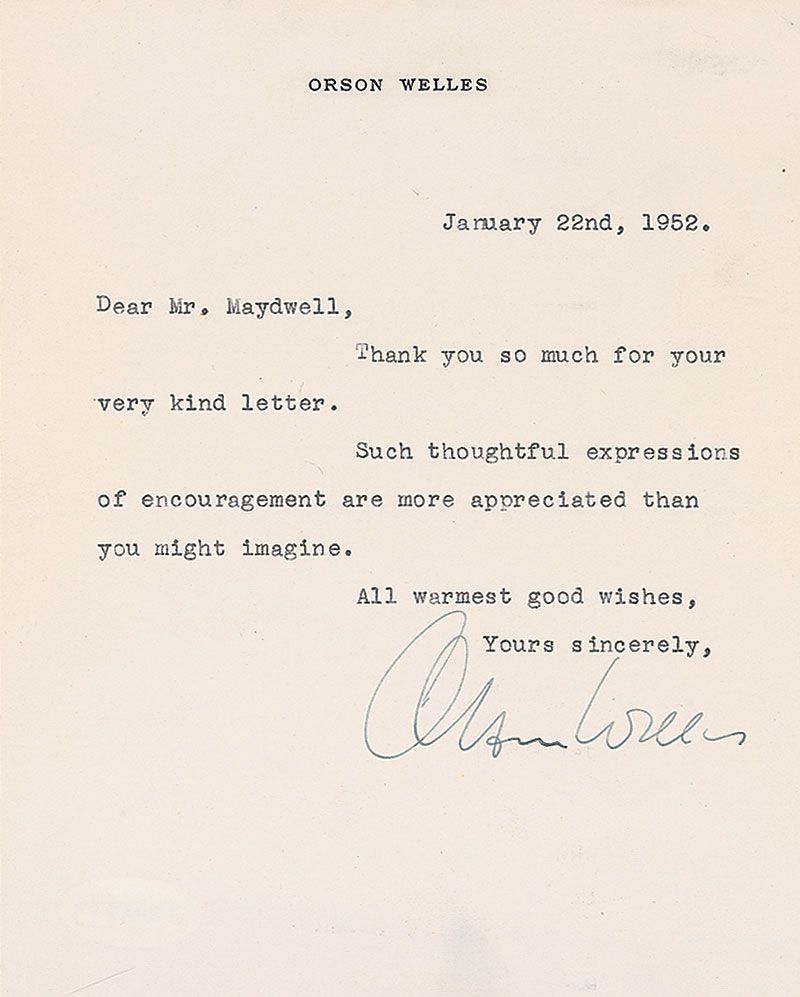 ORSON WELLES
January 22nd, 1952.
Dear Mr. Maydwell,
Thank you so much for your
very kind letter.
Such thoughtful expressions
of encouragement are more appreciated than
you might imagine.
All warmest good wishes,
Yours sincerely,
Orson Welles